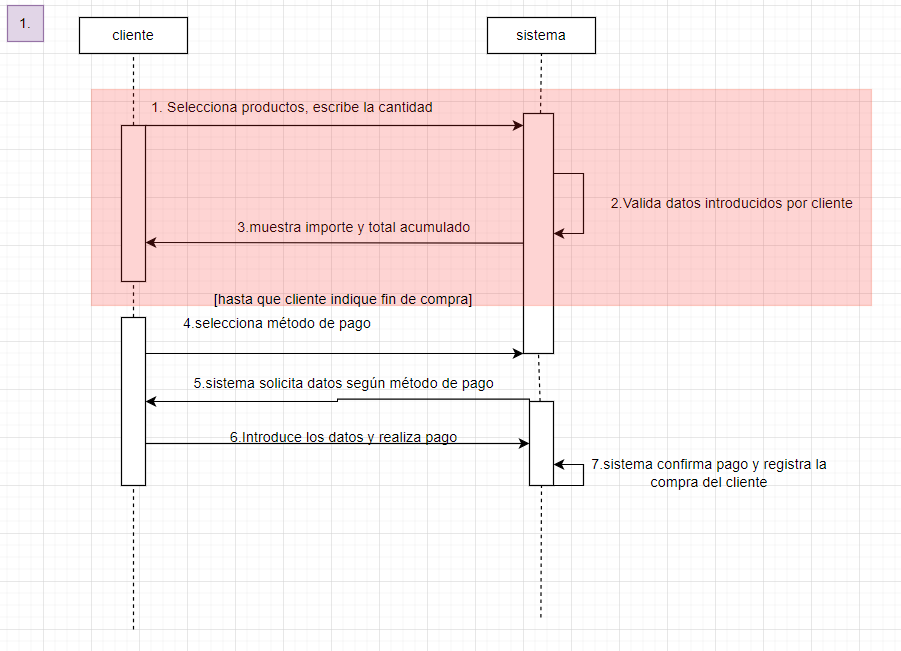 1.
cliente
sistema
1. Selecciona productos, escribe la cantidad
2.Valida datos introducidos por cliente
3.muestra importe y total acumulado
[hasta que cliente indique fin de compra]
4.selecciona método de pago
5.sistema solicita datos según método de pago
6.Introduce los datos y realiza pago
7.sistema confirma pago y registra la
compra del cliente